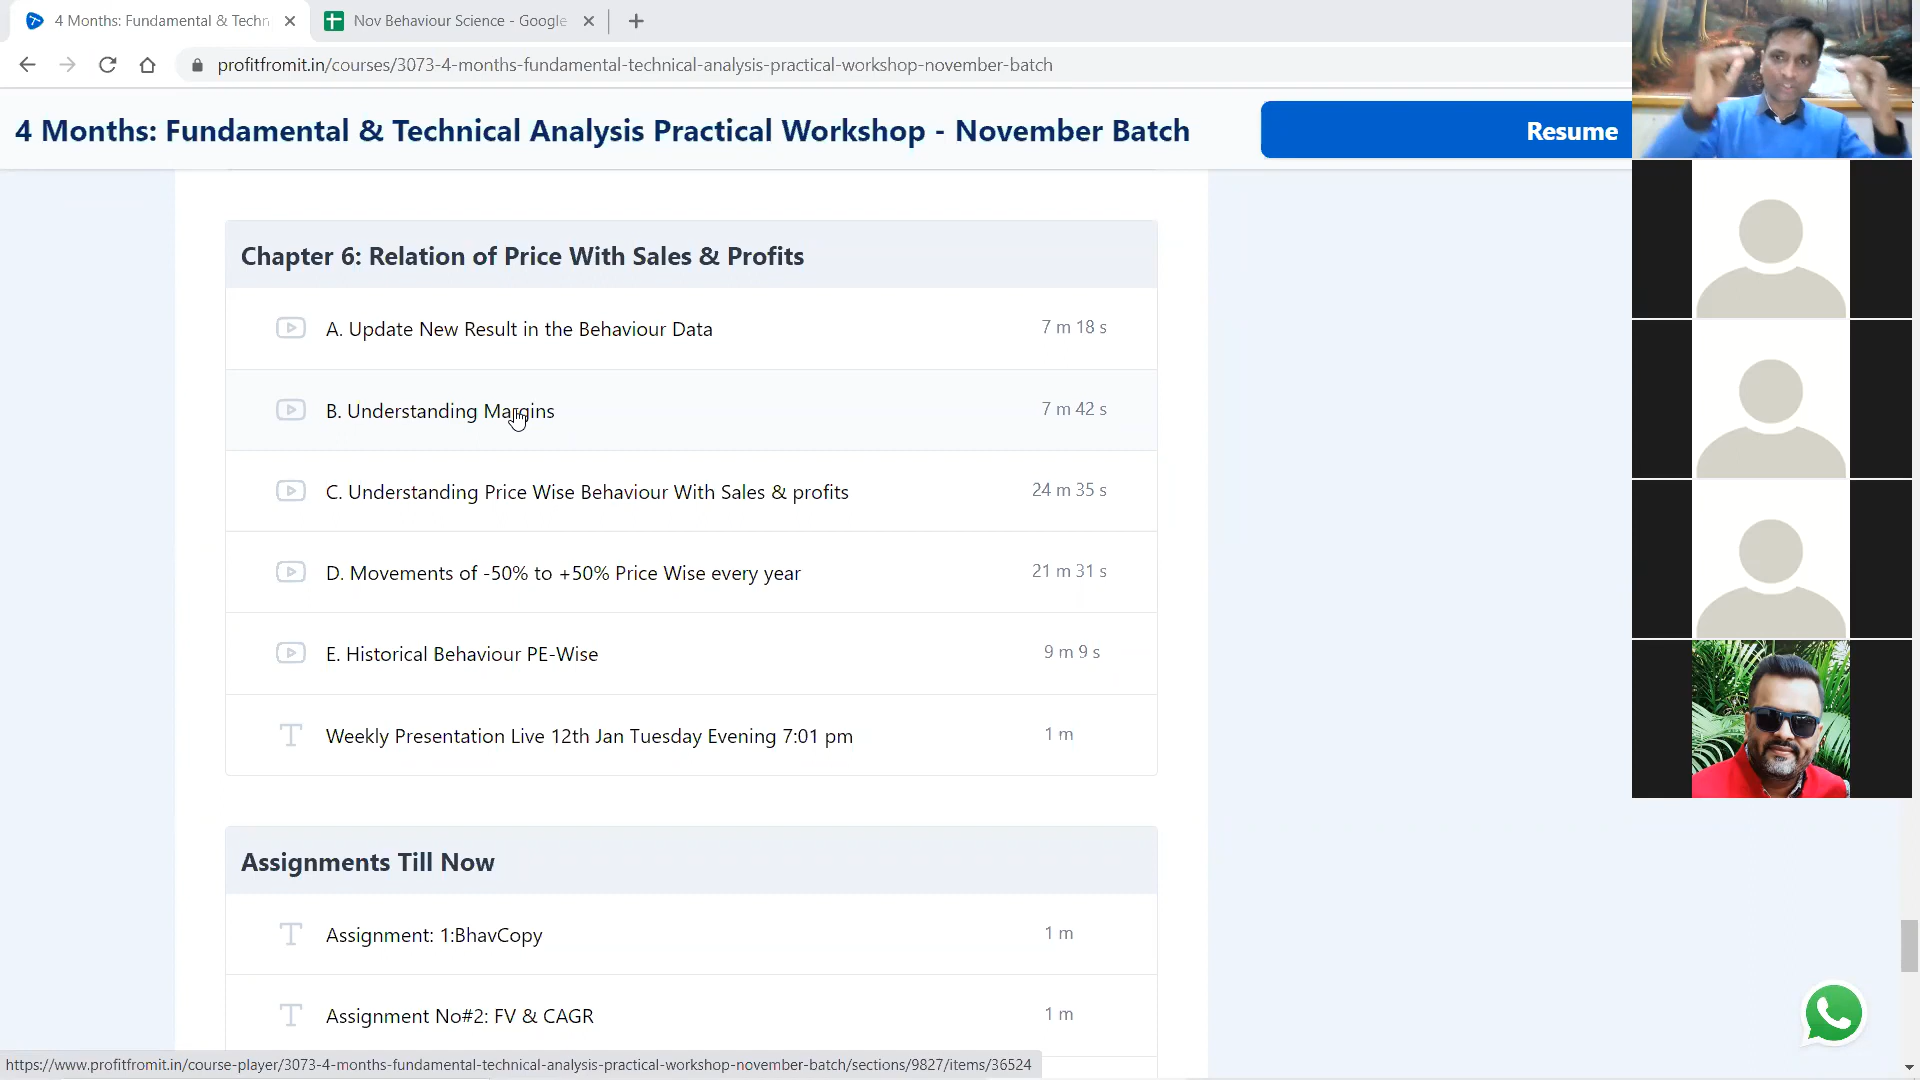 4 Months: Fundamental & Techn
Nov Behaviour Science - Google
profitfromit.in/courses/3073-4-months-fundamental-technical-analysis-practical-workshop-november-batch
4 Months: Fundamental & Technical Analysis Practical Workshop - November Batch
Resume
Chapter 6: Relation of Price With Sales & Profits
A. Update New Result in the Behaviour Data 7 m 18 s
B. Understanding Margins 7 m 42 s
C. Understanding Price Wise Behaviour With Sales & profits 24 m 35 s
D. Movements of -50% to +50% Price Wise every year 21 m 31 s
E. Historical Behaviour PE-Wise 9 m 9 s
Weekly Presentation Live 12th Jan Tuesday Evening 7:01 pm 1 m
Assignments Till Now
Assignment: 1:BhavCopy 1 m
Assignment No#2: FV & CAGR 1 m
https://www.profitfromit.in/course-player/3073-4-months-fundamental-technical-analysis-practical-workshop-november-batch/sections/9827/items/36524